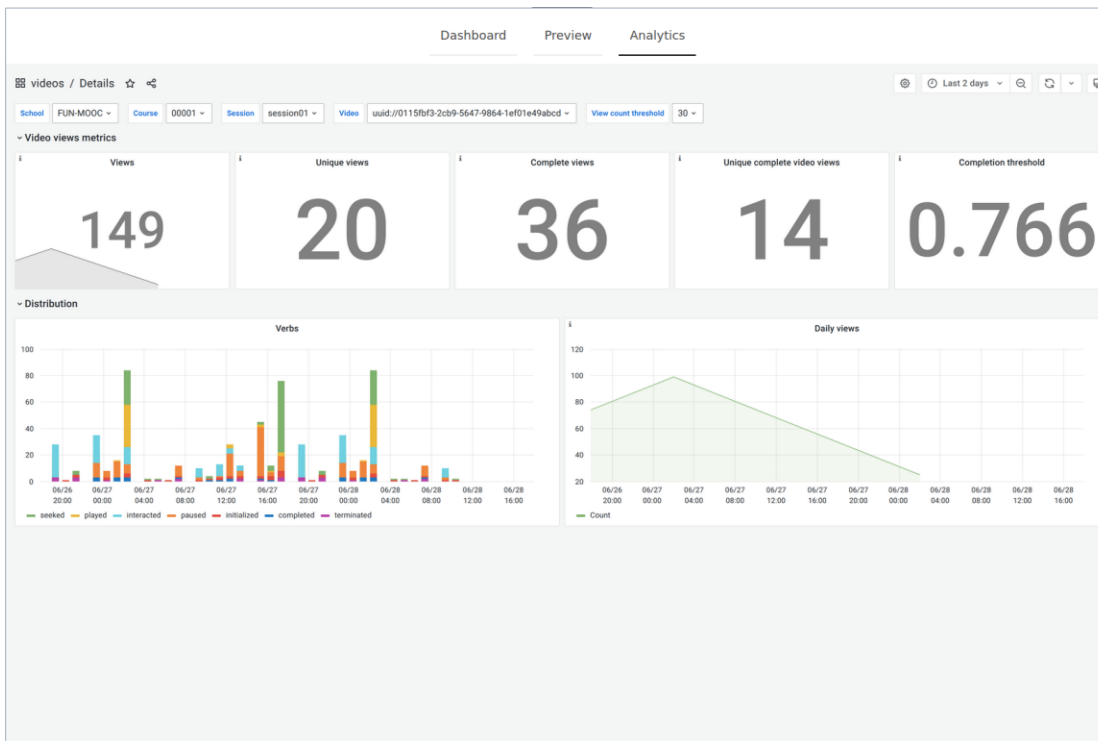 Dashboard Preview Analytics
videos / Details Last 2 days
School FUN-MOOC Course 00001 Session session01 Video uuid://0115fbf3-2cb9-5647-9864-1ef01e49abcd View count threshold 30
Video views metrics
i Views i Unique views i Complete views i Unique complete video views i Completion threshold
149 20 36 14 0.766
Distribution
Verbs
100
80
60
40
20
0
06/26 06/27 06/27 06/27 06/27 06/27 06/27 06/28 06/28 06/28 06/28 06/28
20:00 00:00 04:00 08:00 12:00 16:00 20:00 00:00 04:00 08:00 12:00 16:00
seeked played interacted paused initialized completed terminated
i Daily views
120
100
80
60
40
20
06/26 06/27 06/27 06/27 06/27 06/27 06/27 06/28 06/28 06/28 06/28 06/28
20:00 00:00 04:00 08:00 12:00 16:00 20:00 00:00 04:00 08:00 12:00 16:00
Count